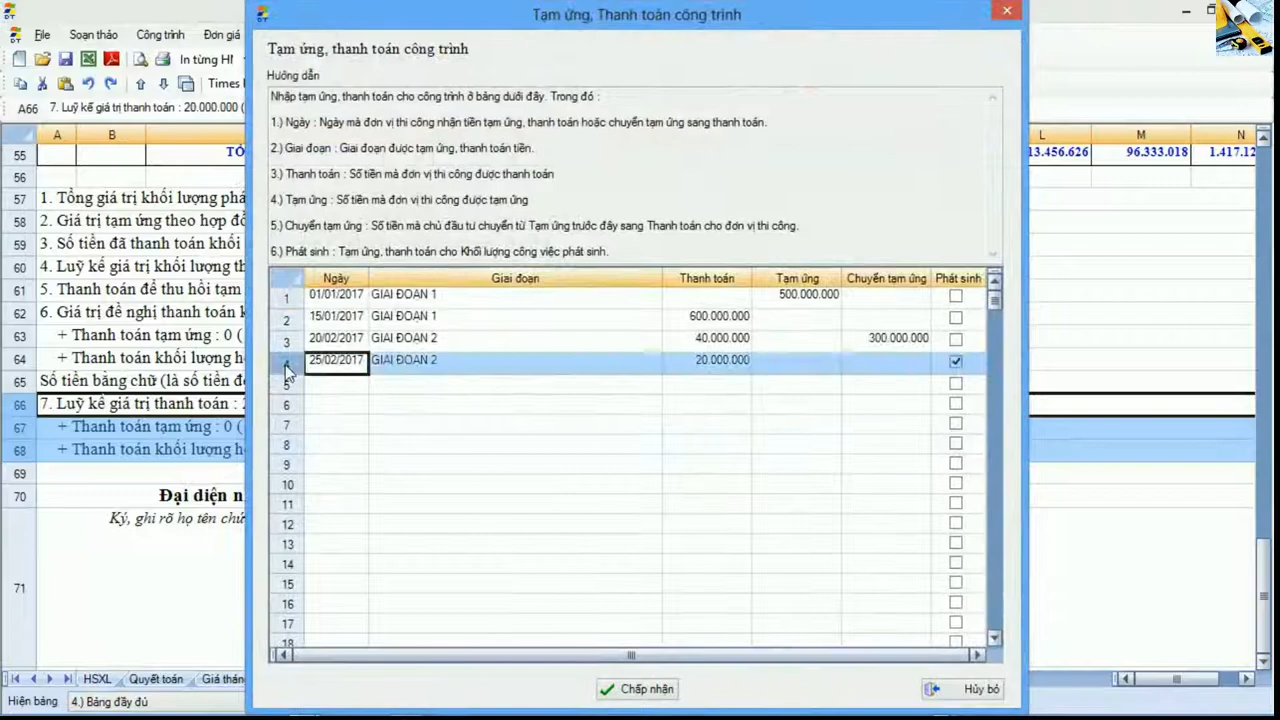 Tạm ứng, Thanh toán công trình
Tạm ứng, thanh toán công trình
Hướng dẫn
Nhập tạm ứng, thanh toán cho công trình ở bảng dưới đây. Trong đó :
1.) Ngày : Ngày mà đơn vị thi công nhận tiền tạm ứng, thanh toán hoặc chuyển tạm ứng sang thanh toán.
2.) Giai đoạn : Giai đoạn được tạm ứng, thanh toán tiền.
3.) Thanh toán : Số tiền mà đơn vị thi công được thanh toán
4.) Tạm ứng : Số tiền mà đơn vị thi công được tạm ứng
5.) Chuyển tạm ứng : Số tiền mà chủ đầu tư chuyển từ Tạm ứng trước đây sang Thanh toán cho đơn vị thi công.
6.) Phát sinh : Tạm ứng, thanh toán cho Khối lượng công việc phát sinh.
Ngày Giai đoạn Thanh toán Tạm ứng Chuyển tạm ứng Phát sinh
1 01/01/2017 GIAI ĐOẠN 1 500.000.000
2 15/01/2017 GIAI ĐOẠN 1 600.000.000
3 20/02/2017 GIAI ĐOẠN 2 40.000.000 300.000.000
4 25/02/2017 GIAI ĐOẠN 2 20.000.000
5
6
7
8
9
10
11
12
13
14
15
16
17
18
Chấp nhận
Hủy bỏ
File Soạn thảo Công trình Đơn giá
In từng HM
Times
A66 7. Luỹ kế giá trị thanh toán : 20.000.000 (
A B L M N
55 13.456.626 96.333.018 1.417.12
56
57 1. Tổng giá trị khối lượng
58 2. Giá trị tạm ứng theo hợp
59 3. Số tiền đã thanh toán khối
60 4. Luỹ kế giá trị khối lượng
61 5. Thanh toán để thu hồi tạm
62 6. Giá trị đề nghị thanh toán
63 + Thanh toán tạm ứng : 0 (
64 + Thanh toán khối lượng
65 Số tiền bằng chữ (là số tiền
66 7. Luỹ kế giá trị thanh toán :
67 + Thanh toán tạm ứng : 0 (
68 + Thanh toán khối lượng
69
70 Đại diện
Ký, ghi rõ họ tên
71
HSXL Quyết toán Giá tháng
Hiện bảng 4.) Bảng đầy đủ